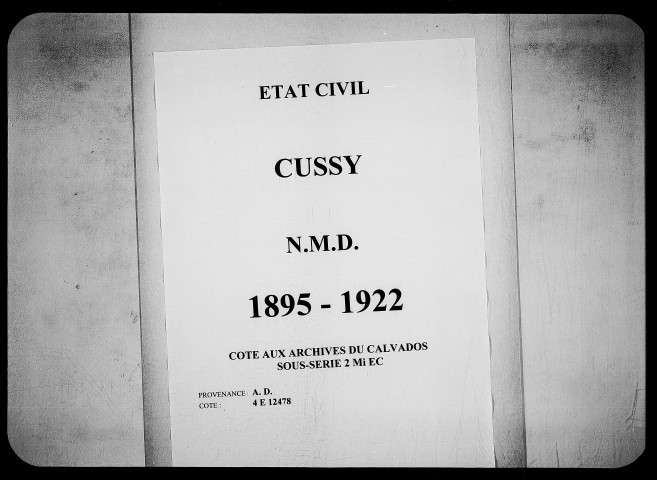 ETAT CIVIL
CUSSY
N.M.D.
1895 - 1922
COTE AUX ARCHIVES DU CALVADOS
SOUS-SERIE 2 Mi EC
PROVENANCE : A. D.
COTE : 4 E 12478